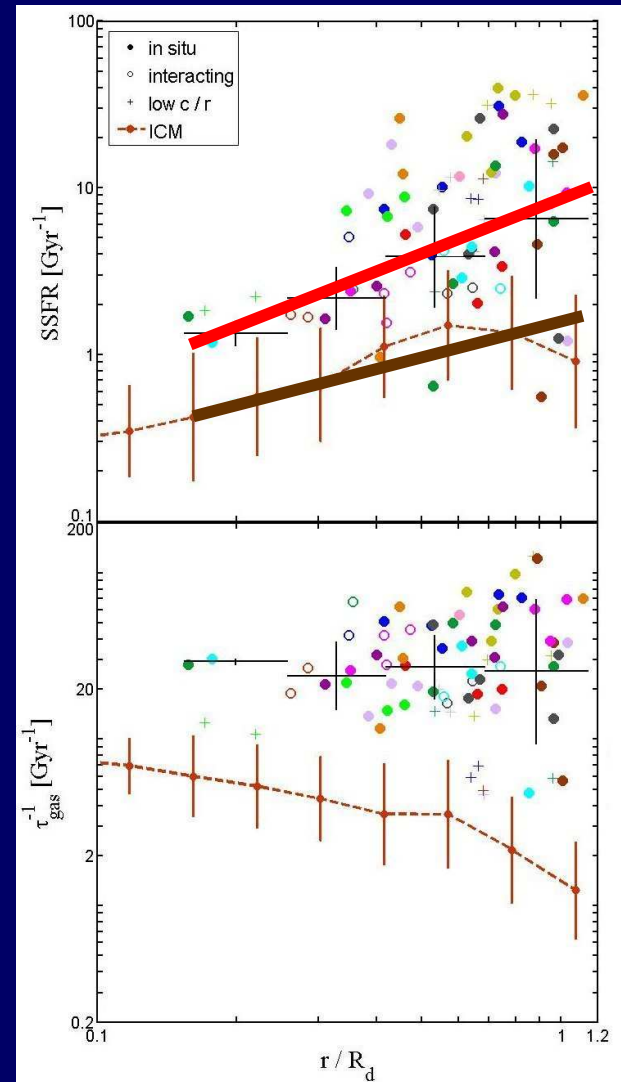 100
in situ
interacting
low c / r
ICM
10
SSFR [Gyr⁻¹]
1
0.1
200
20
τ⁻¹gas [Gyr⁻¹]
2
0.2
0.1
1
1.2
r / Rd